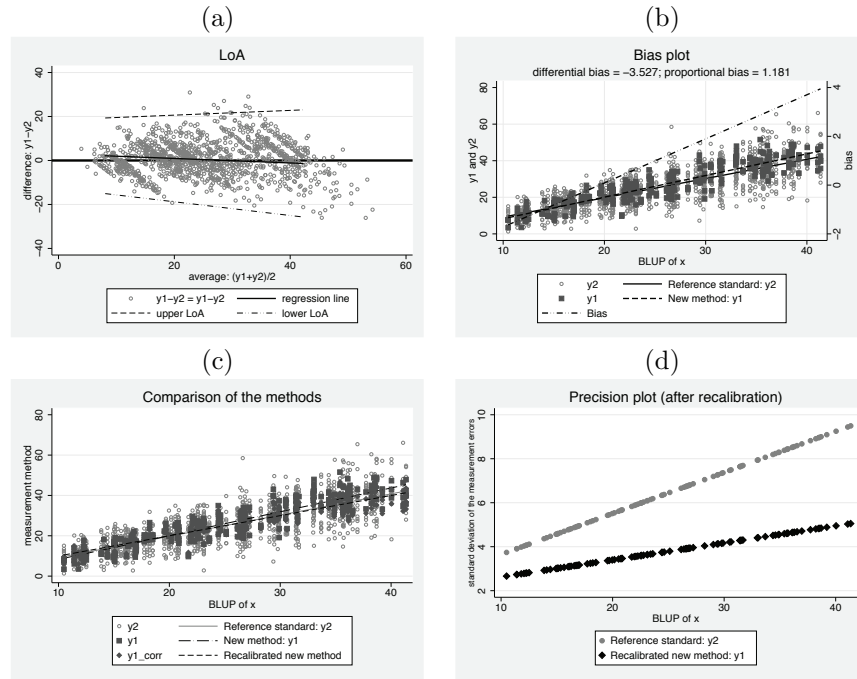 (a)
LoA
difference: y1−y2
40
20
0
−20
−40
0
20
40
60
average: (y1+y2)/2
y1−y2 = y1−y2
regression line
upper LoA
lower LoA
(b)
Bias plot
differential bias = −3.527; proportional bias = 1.181
y1 and y2
80
60
40
20
0
4
2
0
−2
bias
10
20
30
40
BLUP of x
y2
Reference standard: y2
y1
New method: y1
Bias
(c)
Comparison of the methods
measurement method
80
60
40
20
0
10
20
30
40
BLUP of x
y2
Reference standard: y2
y1
New method: y1
y1_corr
Recalibrated new method
(d)
Precision plot (after recalibration)
standard deviation of the measurement errors
10
8
6
4
2
10
20
30
40
BLUP of x
Reference standard: y2
Recalibrated new method: y1